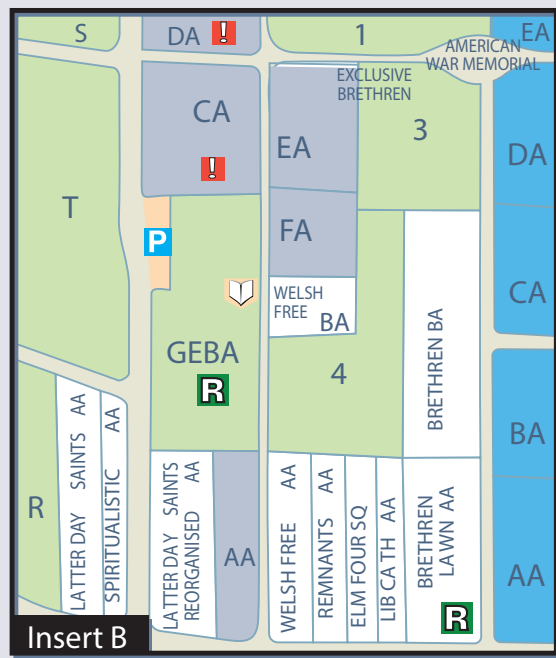 S
DA !
1
EA
AMERICAN
WAR MEMORIAL
EXCLUSIVE
BRETHREN
CA
!
EA
3
DA
T
P
FA
WELSH
FREE
BA
CA
GEBA
R
4
BRETHREN BA
BA
R
LATTER DAY SAINTS AA
SPIRITUALISTIC AA
LATTER DAY SAINTS
REORGANISED AA
AA
WELSH FREE AA
REMNANTS AA
ELM FOUR SQ
LIB CA TH AA
BRETHREN
LAWN AA
R
AA
Insert B